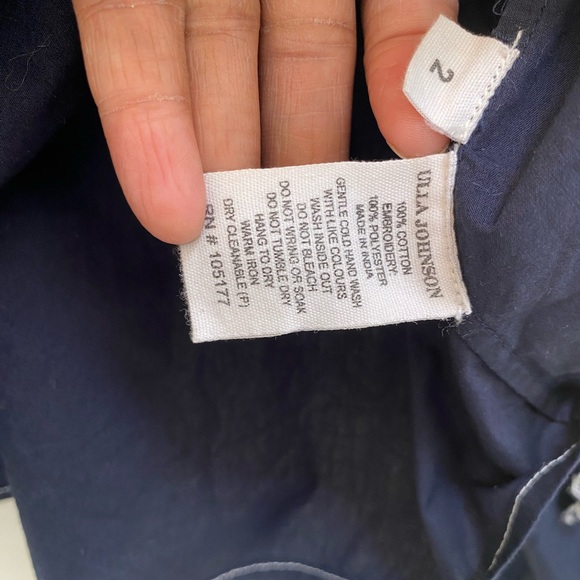 2
ULLA JOHNSON
100% COTTON
EMBROIDERY:
100% POLYESTER
MADE IN INDIA
GENTLE COLD HAND WASH
WITH LIKE COLOURS
WASH INSIDE OUT
DO NOT BLEACH
DO NOT WRING OR SOAK
DO NOT TUMBLE DRY
HANG TO DRY
WARM IRON
DRY CLEANABLE (P)
RN # 105177